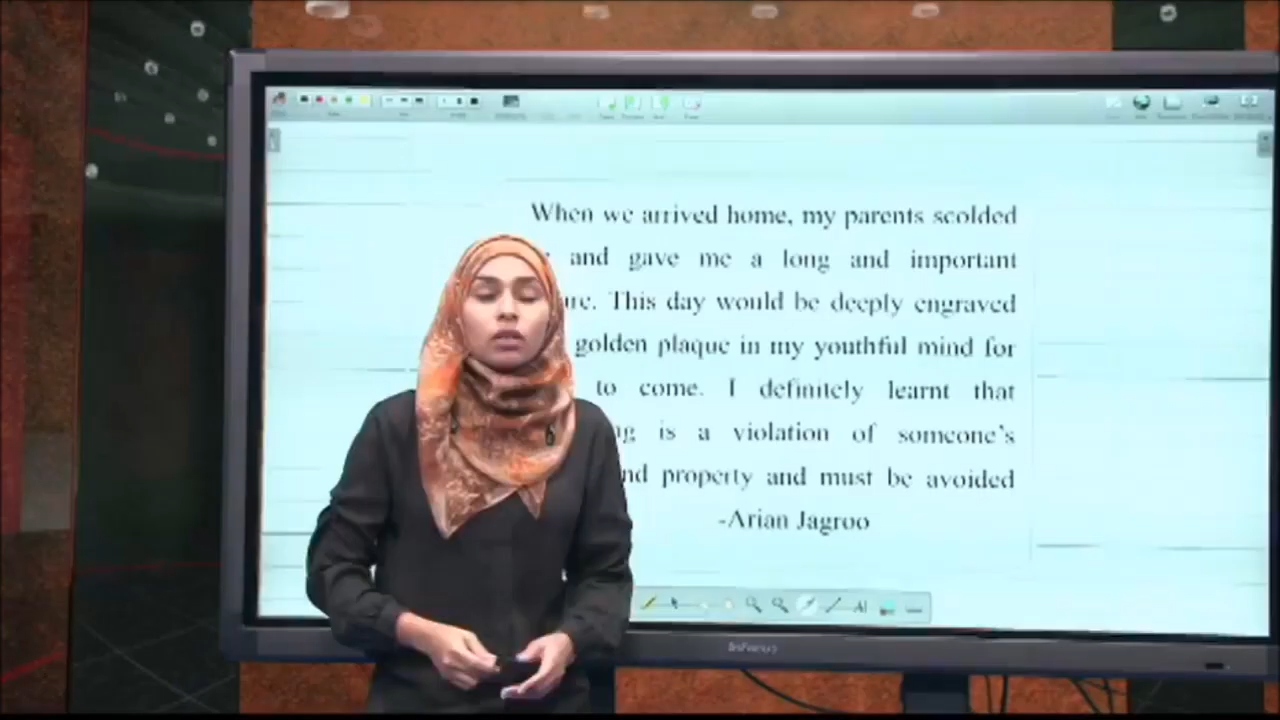 When we arrived home, my parents scolded
and gave me a long and important
This day would be deeply engraved
golden plaque in my youthful mind for
to come. I definitely learnt that
is a violation of someone's
property and must be avoided
-Arian Jagroo
InFocus